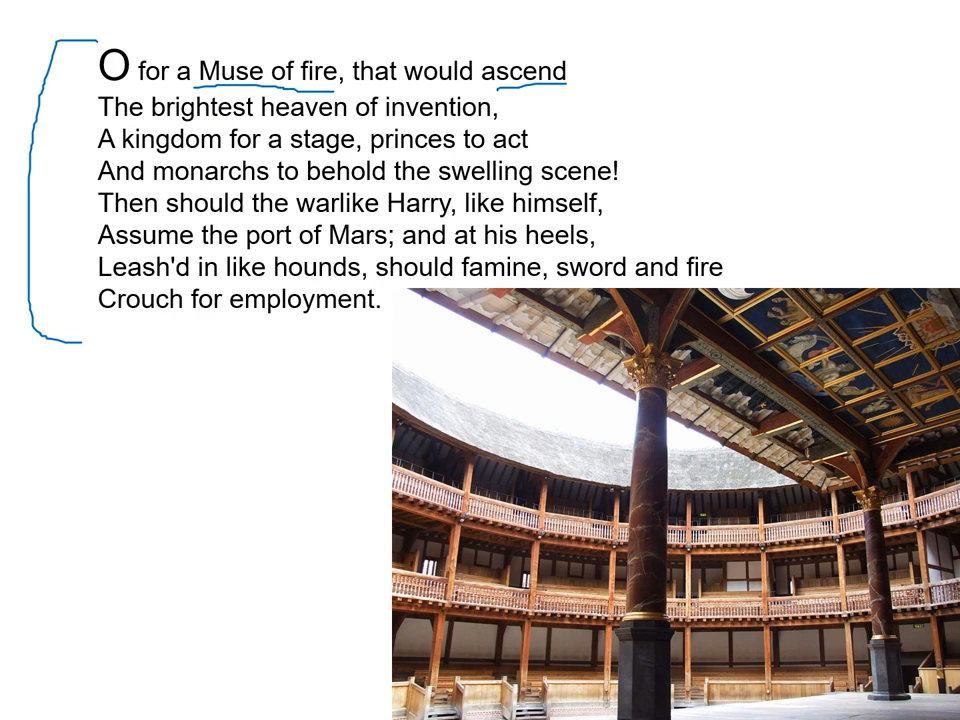 O for a Muse of fire, that would ascend
The brightest heaven of invention,
A kingdom for a stage, princes to act
And monarchs to behold the swelling scene!
Then should the warlike Harry, like himself,
Assume the port of Mars; and at his heels,
Leash'd in like hounds, should famine, sword and fire
Crouch for employment.